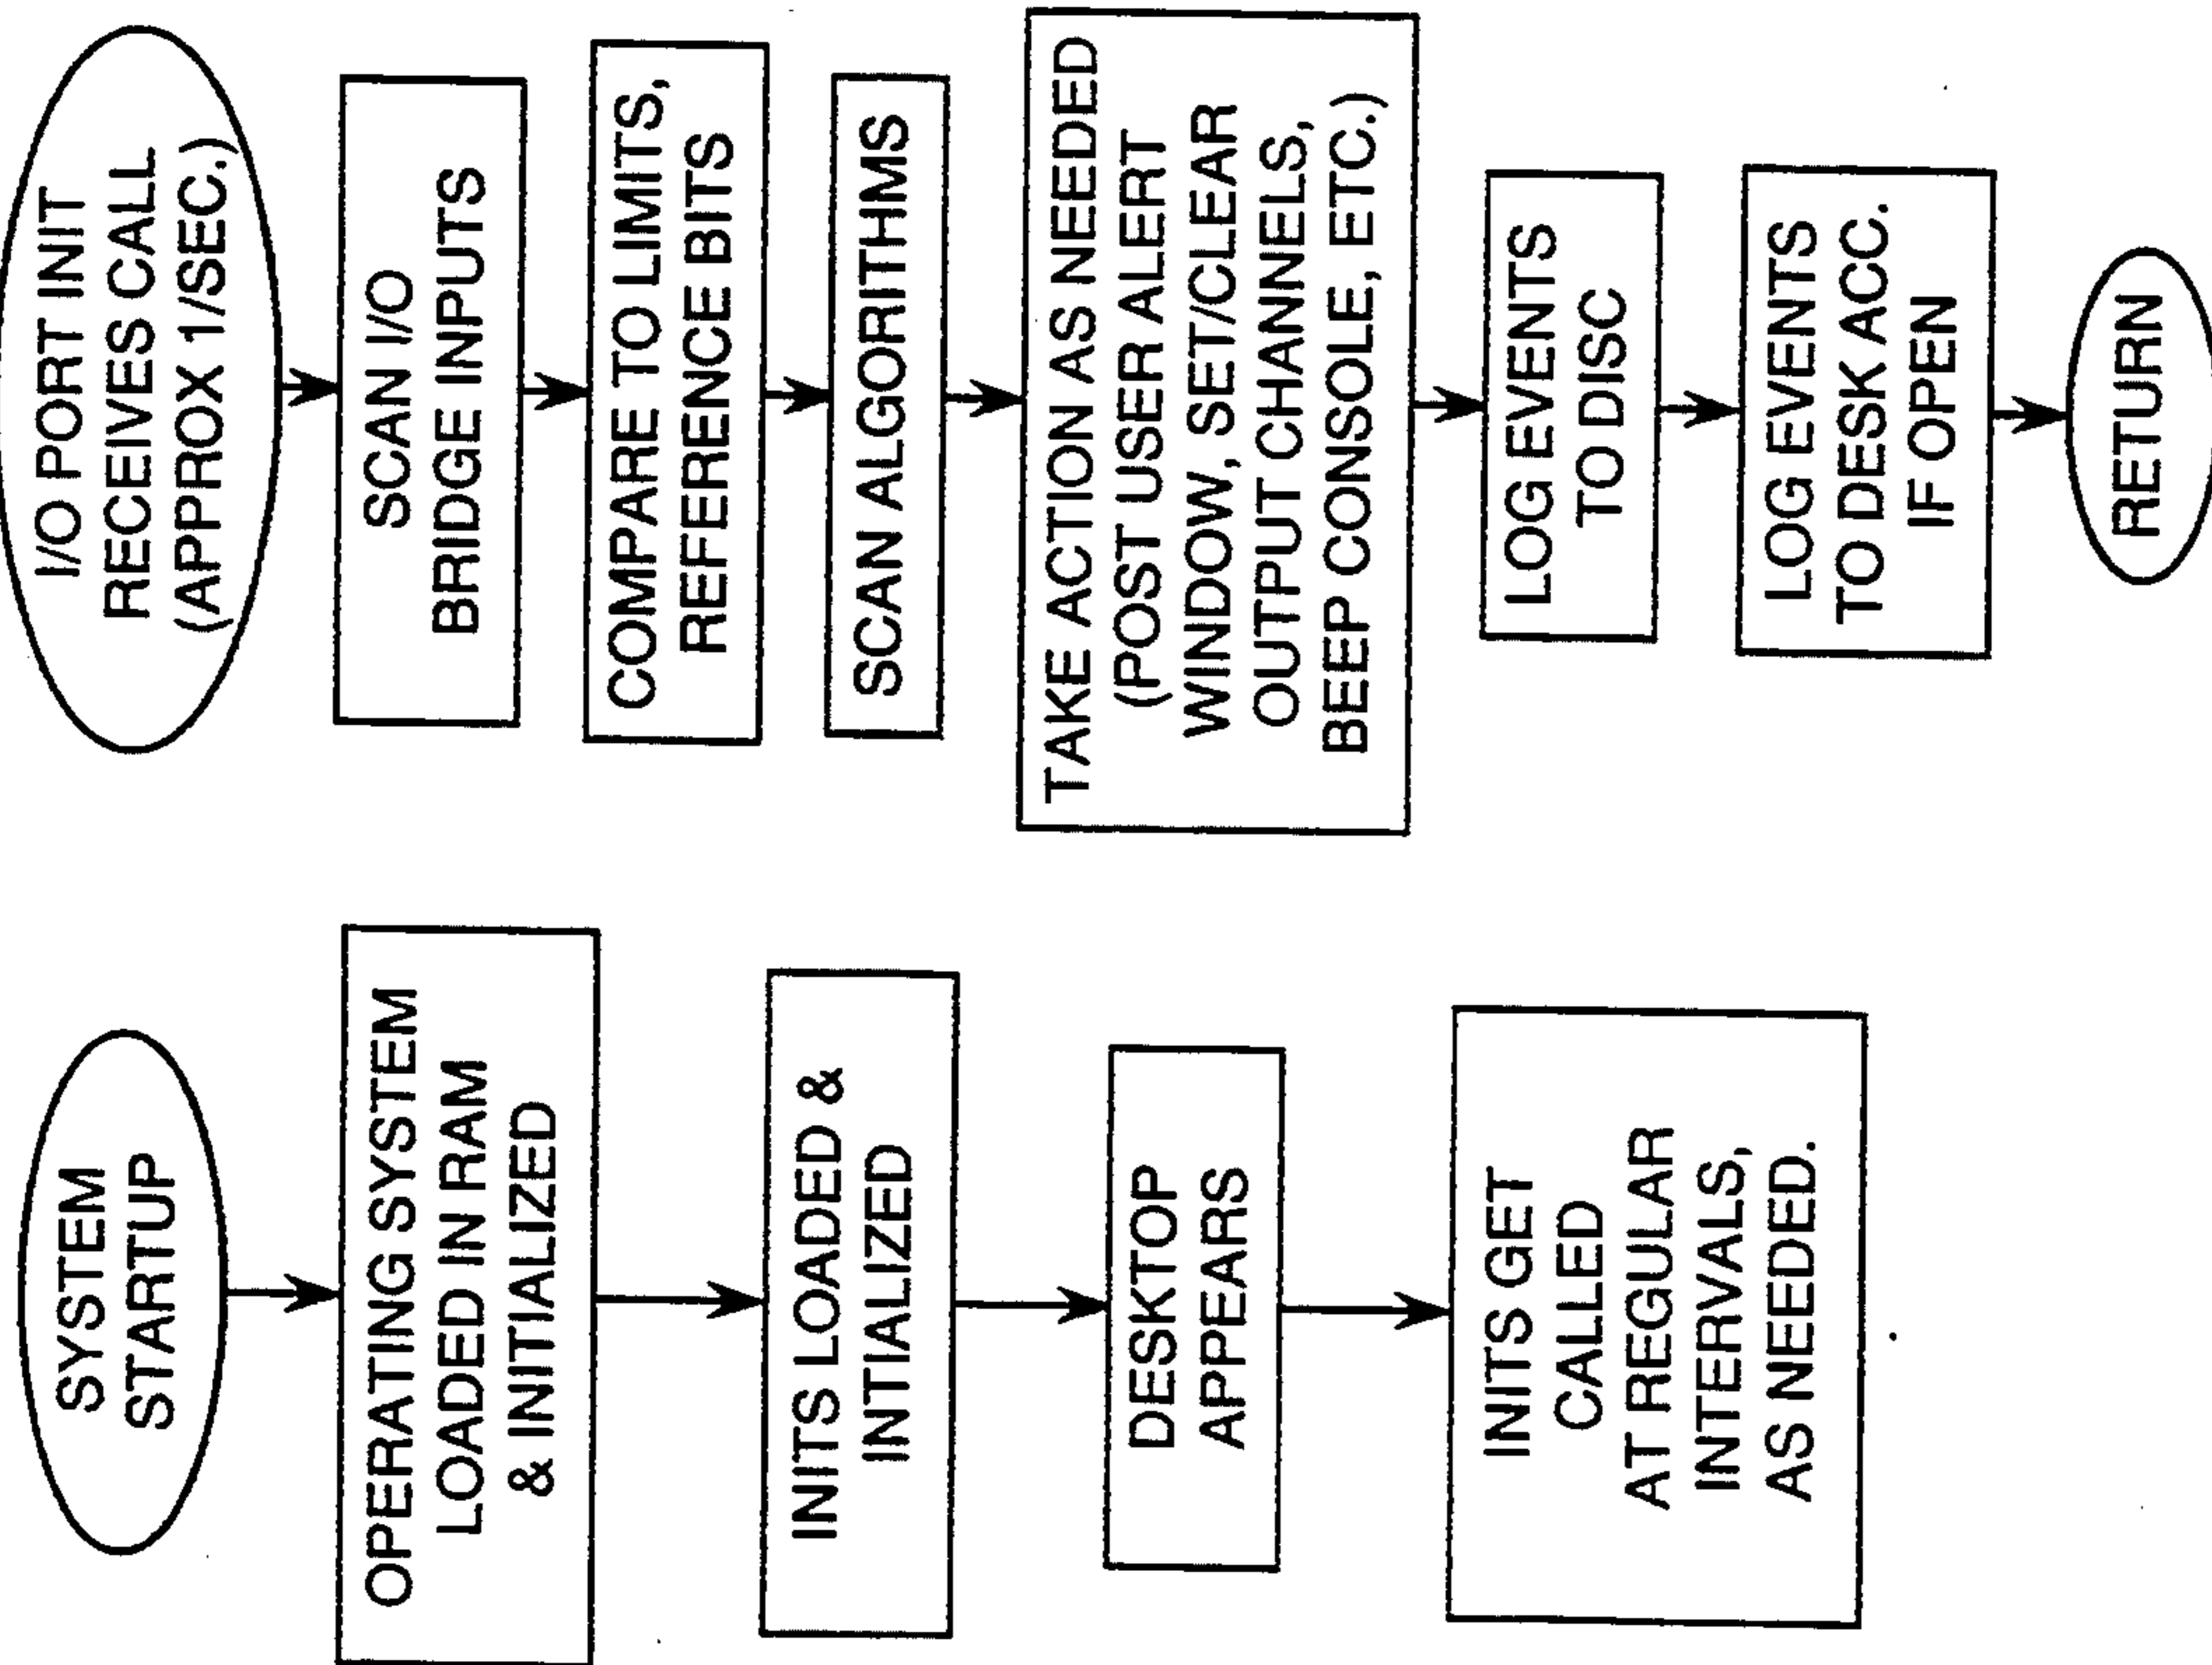 SYSTEM
STARTUP
OPERATING SYSTEM
LOADED IN RAM
& INITIALIZED
INITS LOADED &
INTIALIZED
DESKTOP
APPEARS
INITS GET
CALLED
AT REGULAR
INTERVALS,
AS NEEDED.
I/O PORT INIT
RECEIVES CALL
(APPROX 1/SEC.)
SCAN I/O
BRIDGE INPUTS
COMPARE TO LIMITS,
REFERENCE BITS
SCAN ALGORITHMS
TAKE ACTION AS NEEDED
(POST USER ALERT
WINDOW, SET/CLEAR
OUTPUT CHANNELS,
BEEP CONSOLE, ETC.)
LOG EVENTS
TO DISC
LOG EVENTS
TO DESK ACC.
IF OPEN
RETURN